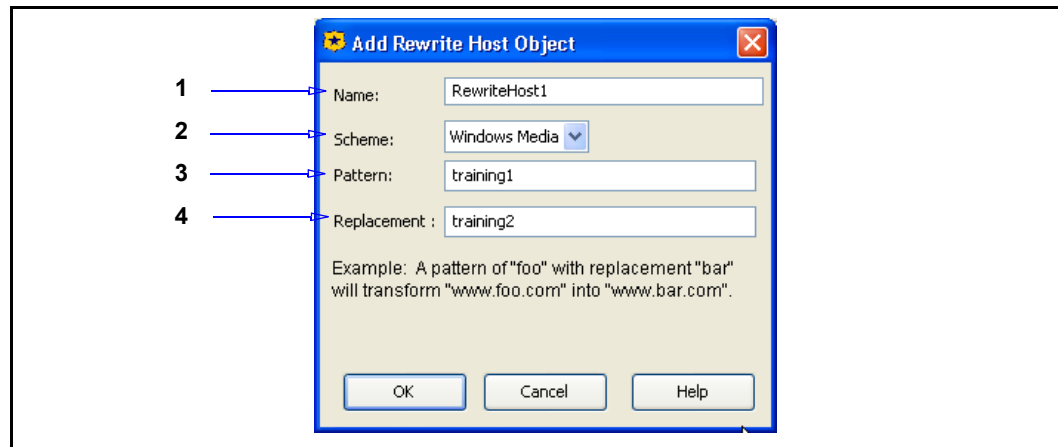 Add Rewrite Host Object
1 Name: RewriteHost1
2 Scheme: Windows Media
3 Pattern: training1
4 Replacement : training2
Example: A pattern of "foo" with replacement "bar"
will transform "www.foo.com" into "www.bar.com".
OK Cancel Help